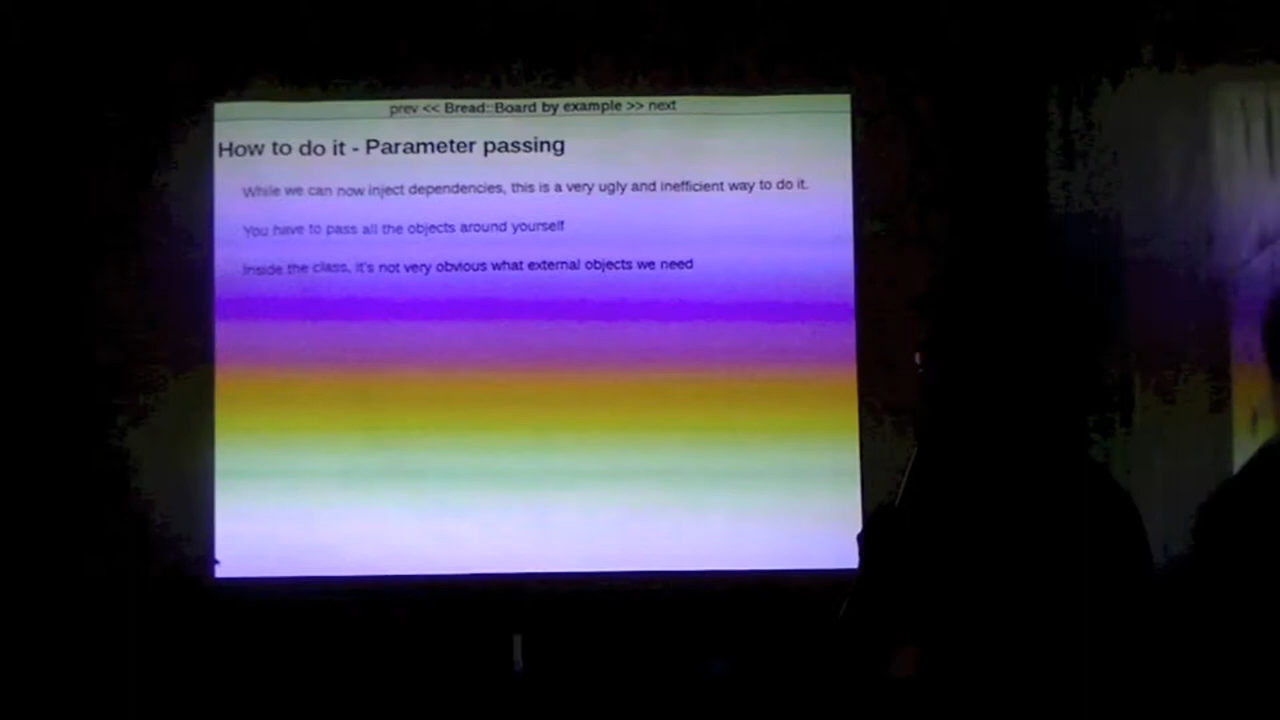 prev << Bread::Board by example >> next
How to do it - Parameter passing
While we can now inject dependencies, this is a very ugly and inefficient way to do it.
You have to pass all the objects around yourself
Inside the class, it's not very obvious what external objects we need